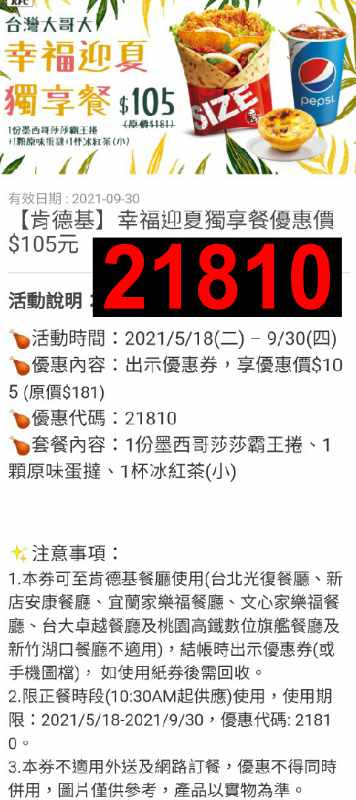 KFC
台灣大哥大
幸福迎夏
獨享餐 $105
(原價$181)
1份墨西哥莎莎霸王捲
+1顆原味蛋撻+1杯冰紅茶(小)
SIZE
pepsi
有效日期 : 2021-09-30
【肯德基】幸福迎夏獨享餐優惠價
$105元
21810
活動說明：
🍗活動時間：2021/5/18(二) – 9/30(四)
🍗優惠內容：出示優惠券，享優惠價$10
5 (原價$181)
🍗優惠代碼：21810
🍗套餐內容：1份墨西哥莎莎霸王捲、1
顆原味蛋撻、1杯冰紅茶(小)
✨注意事項：
1.本券可至肯德基餐廳使用(台北光復餐廳、新
店安康餐廳、宜蘭家樂福餐廳、文心家樂福餐
廳、台大卓越餐廳及桃園高鐵數位旗艦餐廳及
新竹湖口餐廳不適用)，結帳時出示優惠券(或
手機圖檔)， 如使用紙券後需回收。
2.限正餐時段(10:30AM起供應)使用，使用期
限：2021/5/18-2021/9/30，優惠代碼: 2181
0。
3.本券不適用外送及網路訂餐，優惠不得同時
併用，圖片僅供參考，產品以實物為準。